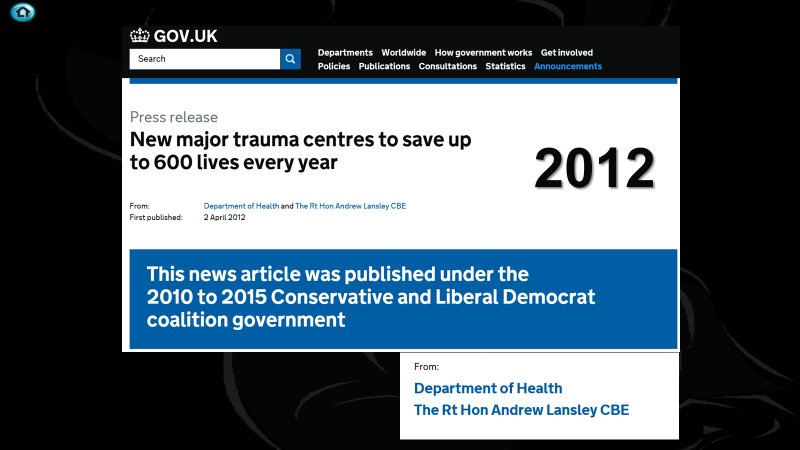 GOV.UK
Search
Departments Worldwide How government works Get involved
Policies Publications Consultations Statistics Announcements
Press release
New major trauma centres to save up
to 600 lives every year
2012
From: Department of Health and The Rt Hon Andrew Lansley CBE
First published: 2 April 2012
This news article was published under the
2010 to 2015 Conservative and Liberal Democrat
coalition government
From:
Department of Health
The Rt Hon Andrew Lansley CBE